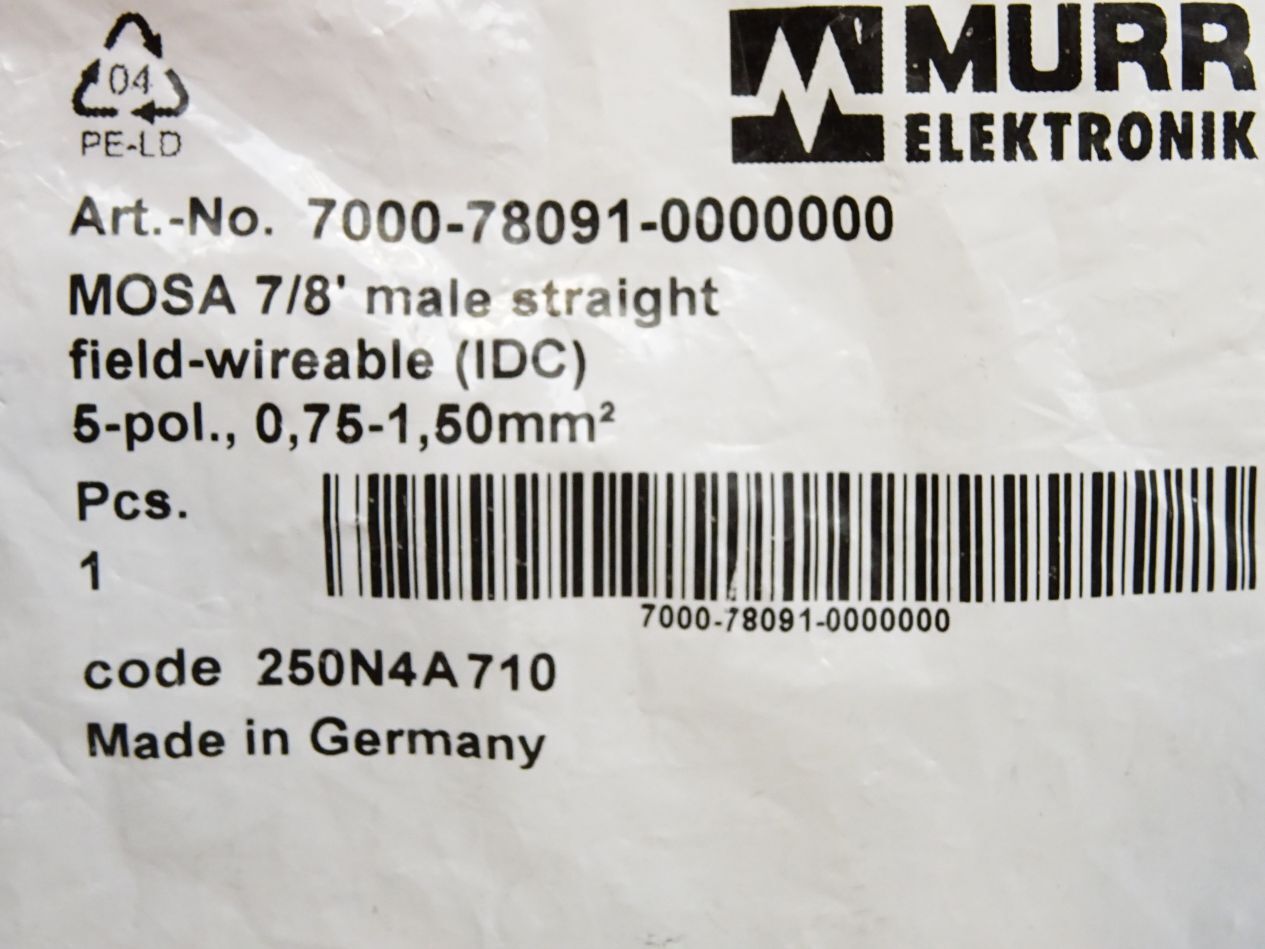 04
PE-LD
MURR
ELEKTRONIK
Art.-No. 7000-78091-0000000
MOSA 7/8' male straight
field-wireable (IDC)
5-pol., 0,75-1,50mm²
Pcs.
1
7000-78091-0000000
code 250N4A710
Made in Germany